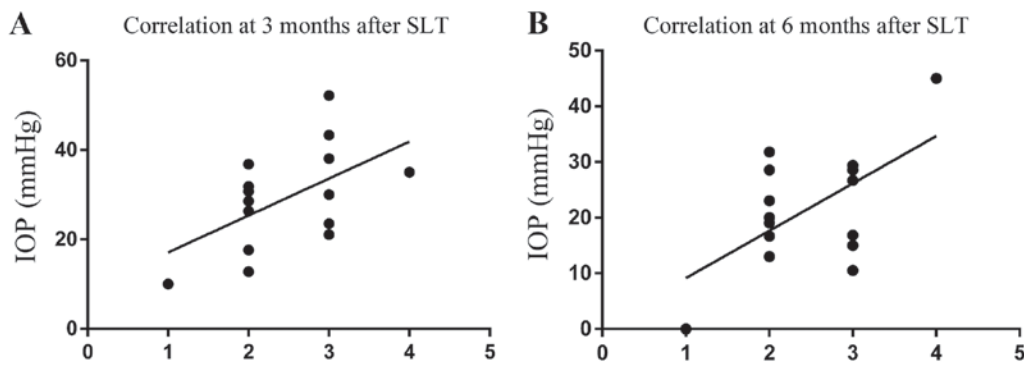 A
Correlation at 3 months after SLT
IOP (mmHg)
60
40
20
0
0 1 2 3 4 5
B
Correlation at 6 months after SLT
IOP (mmHg)
50
40
30
20
10
0
0 1 2 3 4 5